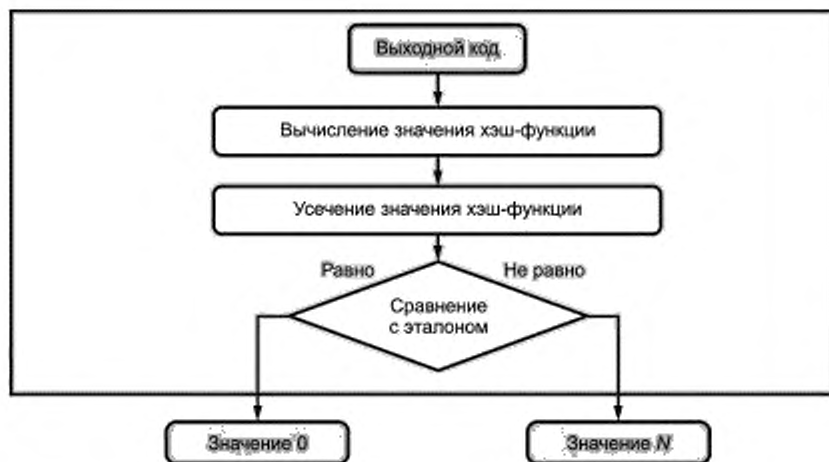 Выходной код
Вычисление значения хэш-функции
Усечение значения хэш-функции
Равно
Не равно
Сравнение
с эталоном
Значение 0
Значение N